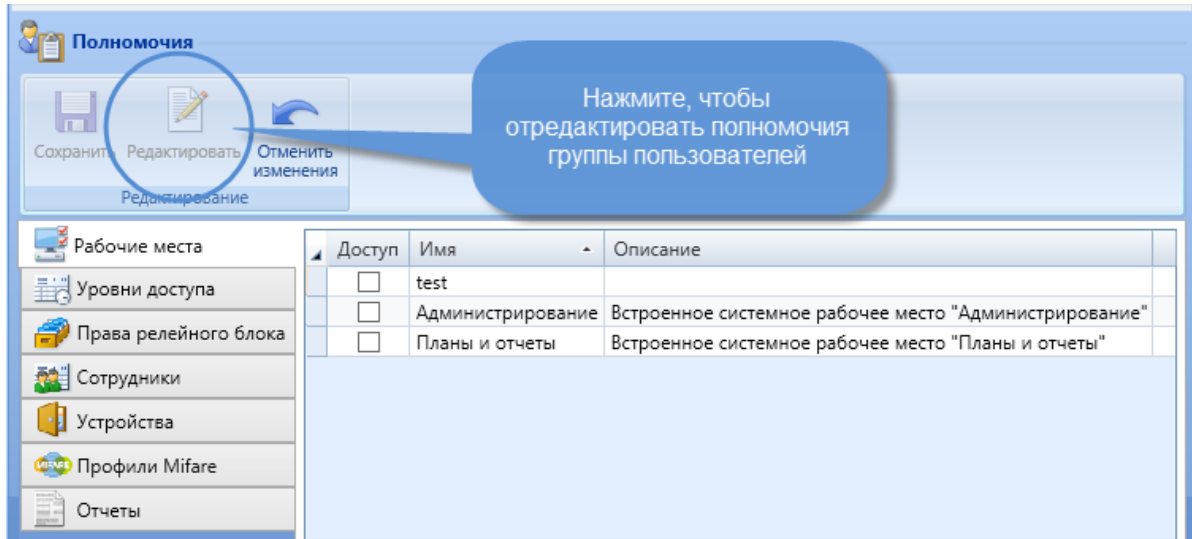 Полномочия
Нажмите, чтобы
отредактировать полномочия
группы пользователей
Сохранить Редактировать Отменить
изменения
Редактирование
Рабочие места
Уровни доступа
Права релейного блока
Сотрудники
Устройства
MIFARE Профили Mifare
Отчеты
Доступ Имя Описание
test
Администрирование Встроенное системное рабочее место "Администрирование"
Планы и отчеты Встроенное системное рабочее место "Планы и отчеты"